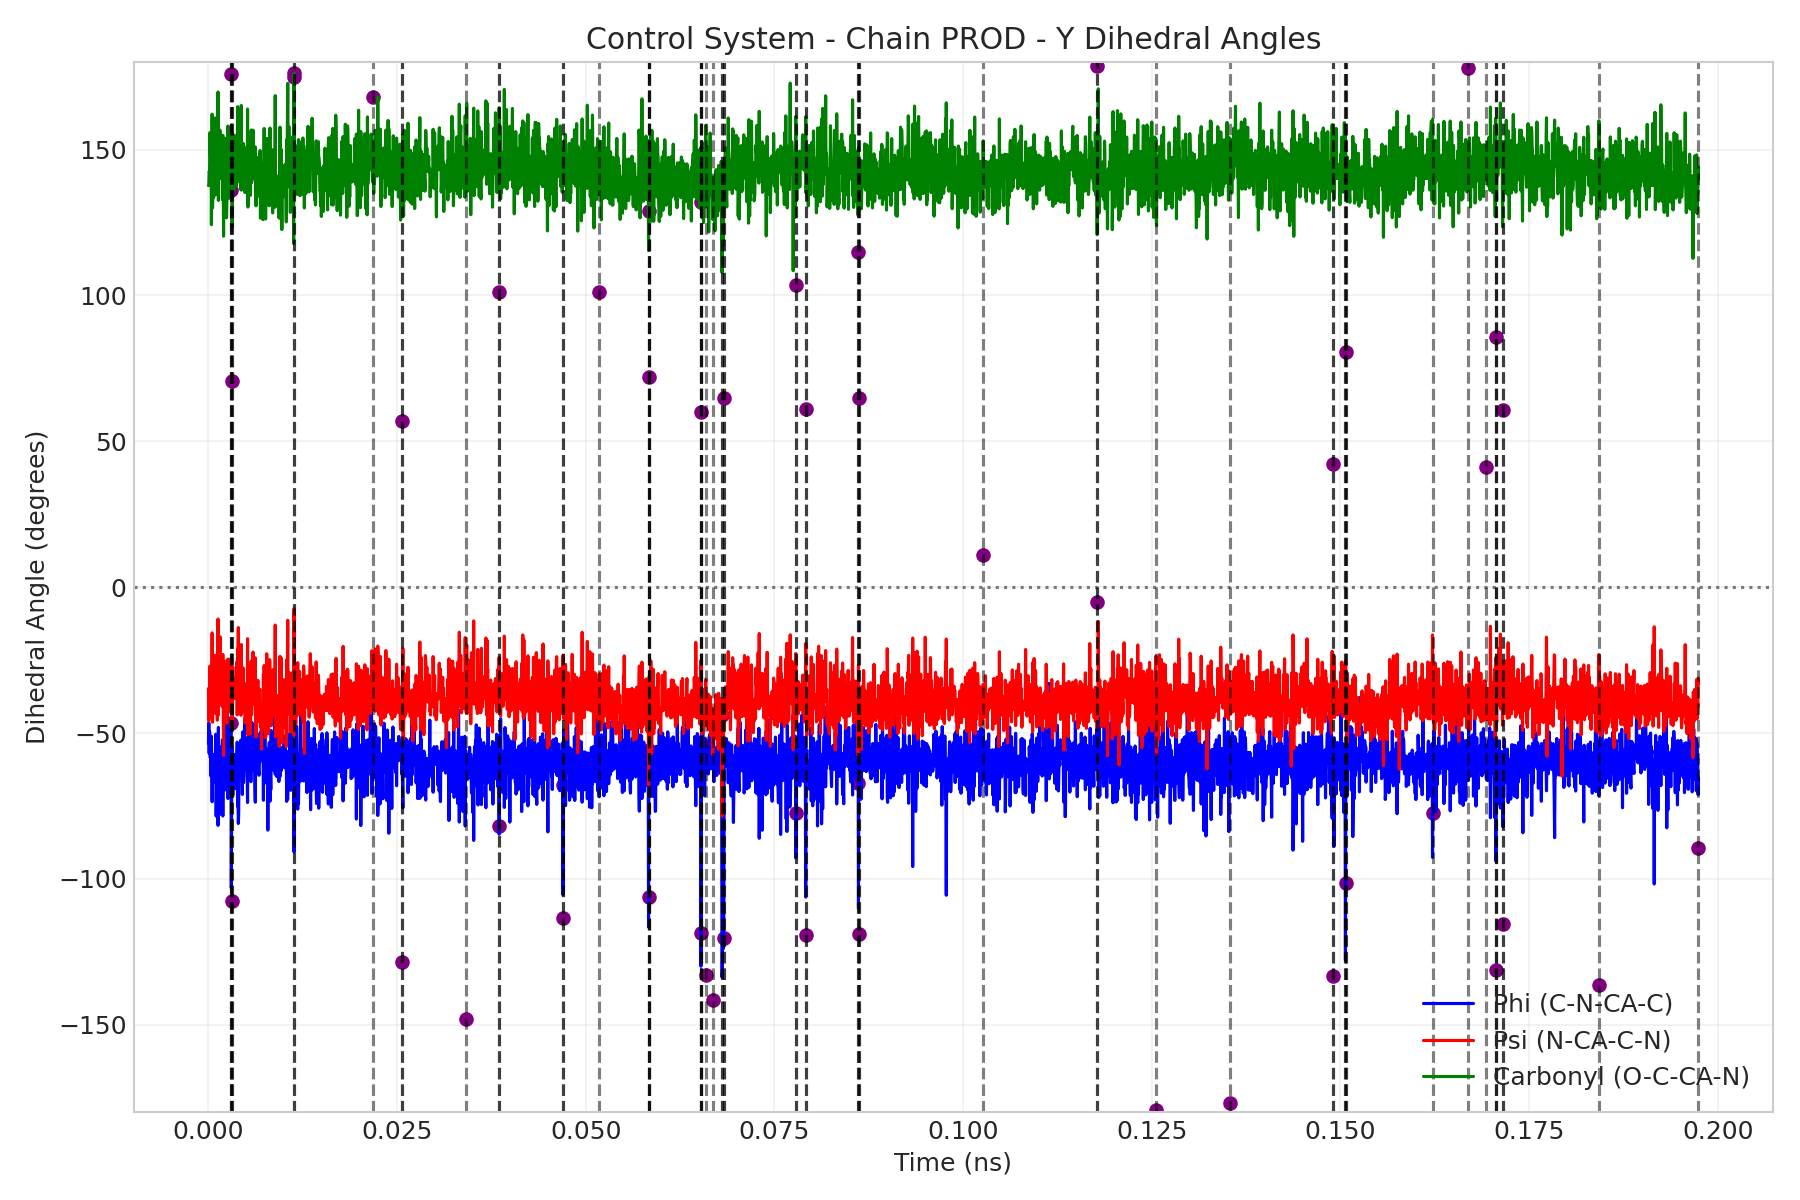 Control System - Chain PROD - Y Dihedral Angles
Dihedral Angle (degrees)
150
100
50
0
−50
−100
−150
Phi (C-N-CA-C)
Psi (N-CA-C-N)
Carbonyl (O-C-CA-N)
0.000 0.025 0.050 0.075 0.100 0.125 0.150 0.175 0.200
Time (ns)